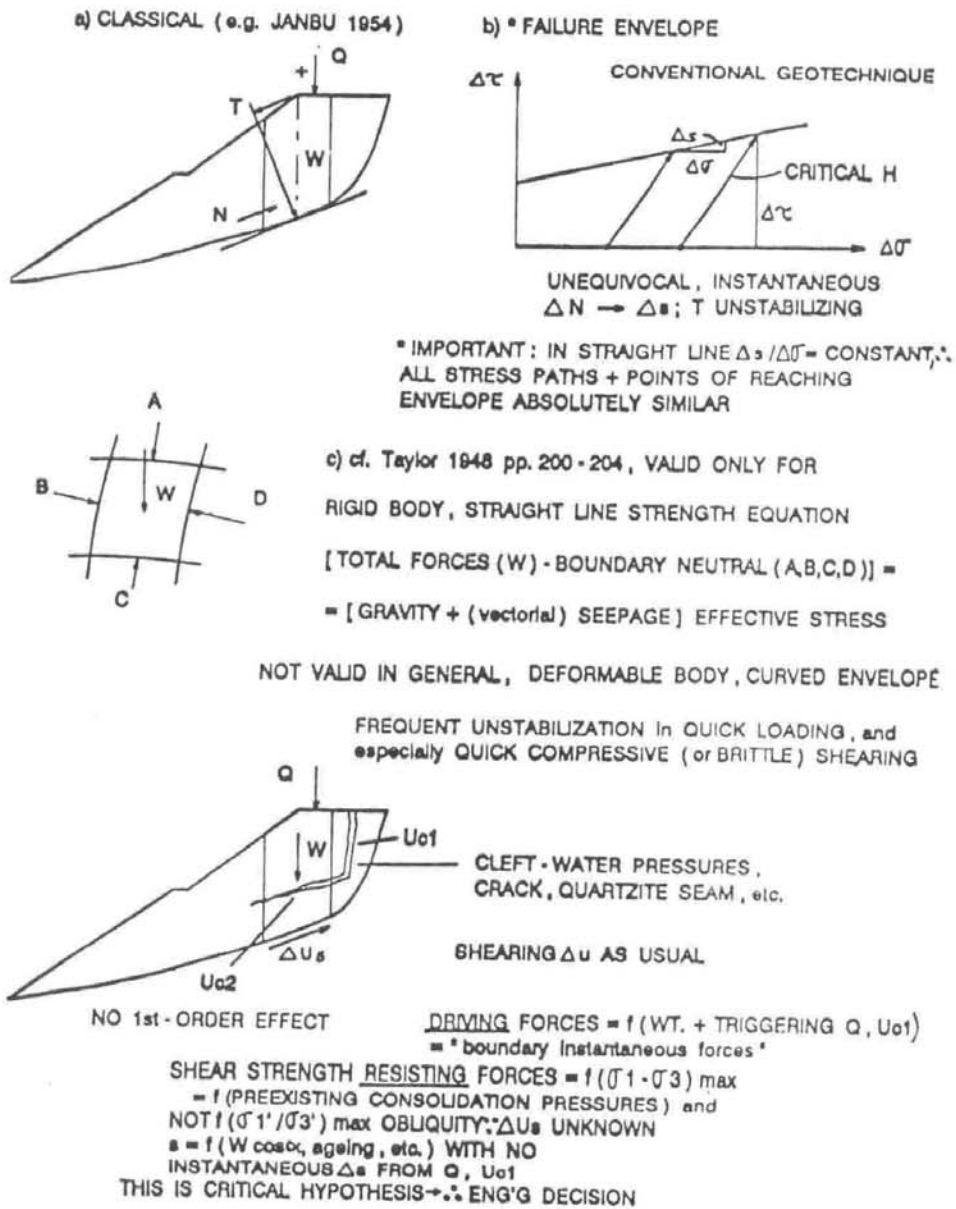 a) CLASSICAL (e.g. JANBU 1954)
b) * FAILURE ENVELOPE
CONVENTIONAL GEOTECHNIQUE
+
Q
T
W
N
Δτ
Δs
Δσ
CRITICAL H
Δτ
Δσ
UNEQUIVOCAL, INSTANTANEOUS
ΔN → Δs; T UNSTABILIZING
* IMPORTANT: IN STRAIGHT LINE Δs/Δσ = CONSTANT,∴
ALL STRESS PATHS + POINTS OF REACHING
ENVELOPE ABSOLUTELY SIMILAR
A
B
W
D
C
c) cf. Taylor 1948 pp. 200-204, VALID ONLY FOR
RIGID BODY, STRAIGHT LINE STRENGTH EQUATION
[TOTAL FORCES (W) - BOUNDARY NEUTRAL (A,B,C,D)] =
= [GRAVITY + (vectorial) SEEPAGE] EFFECTIVE STRESS
NOT VALID IN GENERAL, DEFORMABLE BODY, CURVED ENVELOPE
FREQUENT UNSTABILIZATION in QUICK LOADING, and
especially QUICK COMPRESSIVE (or BRITTLE) SHEARING
Q
W
Uc1
CLEFT-WATER PRESSURES,
CRACK, QUARTZITE SEAM, etc.
ΔUs
Uc2
SHEARING Δu AS USUAL
NO 1st-ORDER EFFECT
DRIVING FORCES = f(WT. + TRIGGERING Q, Uc1)
= "boundary instantaneous forces"
SHEAR STRENGTH RESISTING FORCES = f(σ1-σ3) max
= f(PREEXISTING CONSOLIDATION PRESSURES) and
NOT f(σ1'/σ3') max OBLIQUITY∵ΔUs UNKNOWN
s = f(W cosα, ageing, etc.) WITH NO
INSTANTANEOUS Δs FROM Q, Uc1
THIS IS CRITICAL HYPOTHESIS→∴ ENG'G DECISION